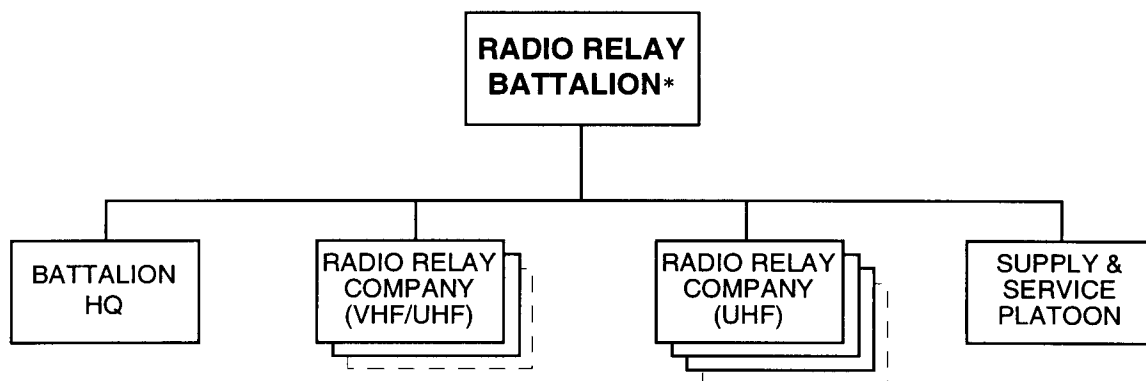 RADIO RELAY
BATTALION*
BATTALION
HQ
RADIO RELAY
COMPANY
(VHF/UHF)
RADIO RELAY
COMPANY
(UHF)
SUPPLY &
SERVICE
PLATOON